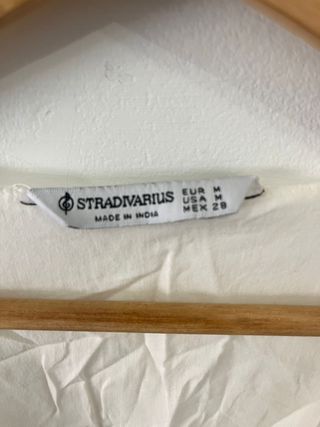 STRADIVARIUS
MADE IN INDIA
EUR M
USA M
MEX 28